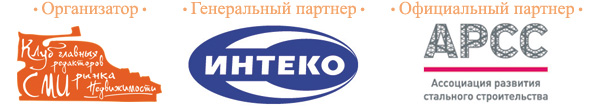 • Организатор •
• Генеральный партнер •
• Официальный партнер •
Клуб главных
редакторов
СМИ рынка
Недвижимости
ИНТЕКО
АРСС
Ассоциация развития
стального строительства